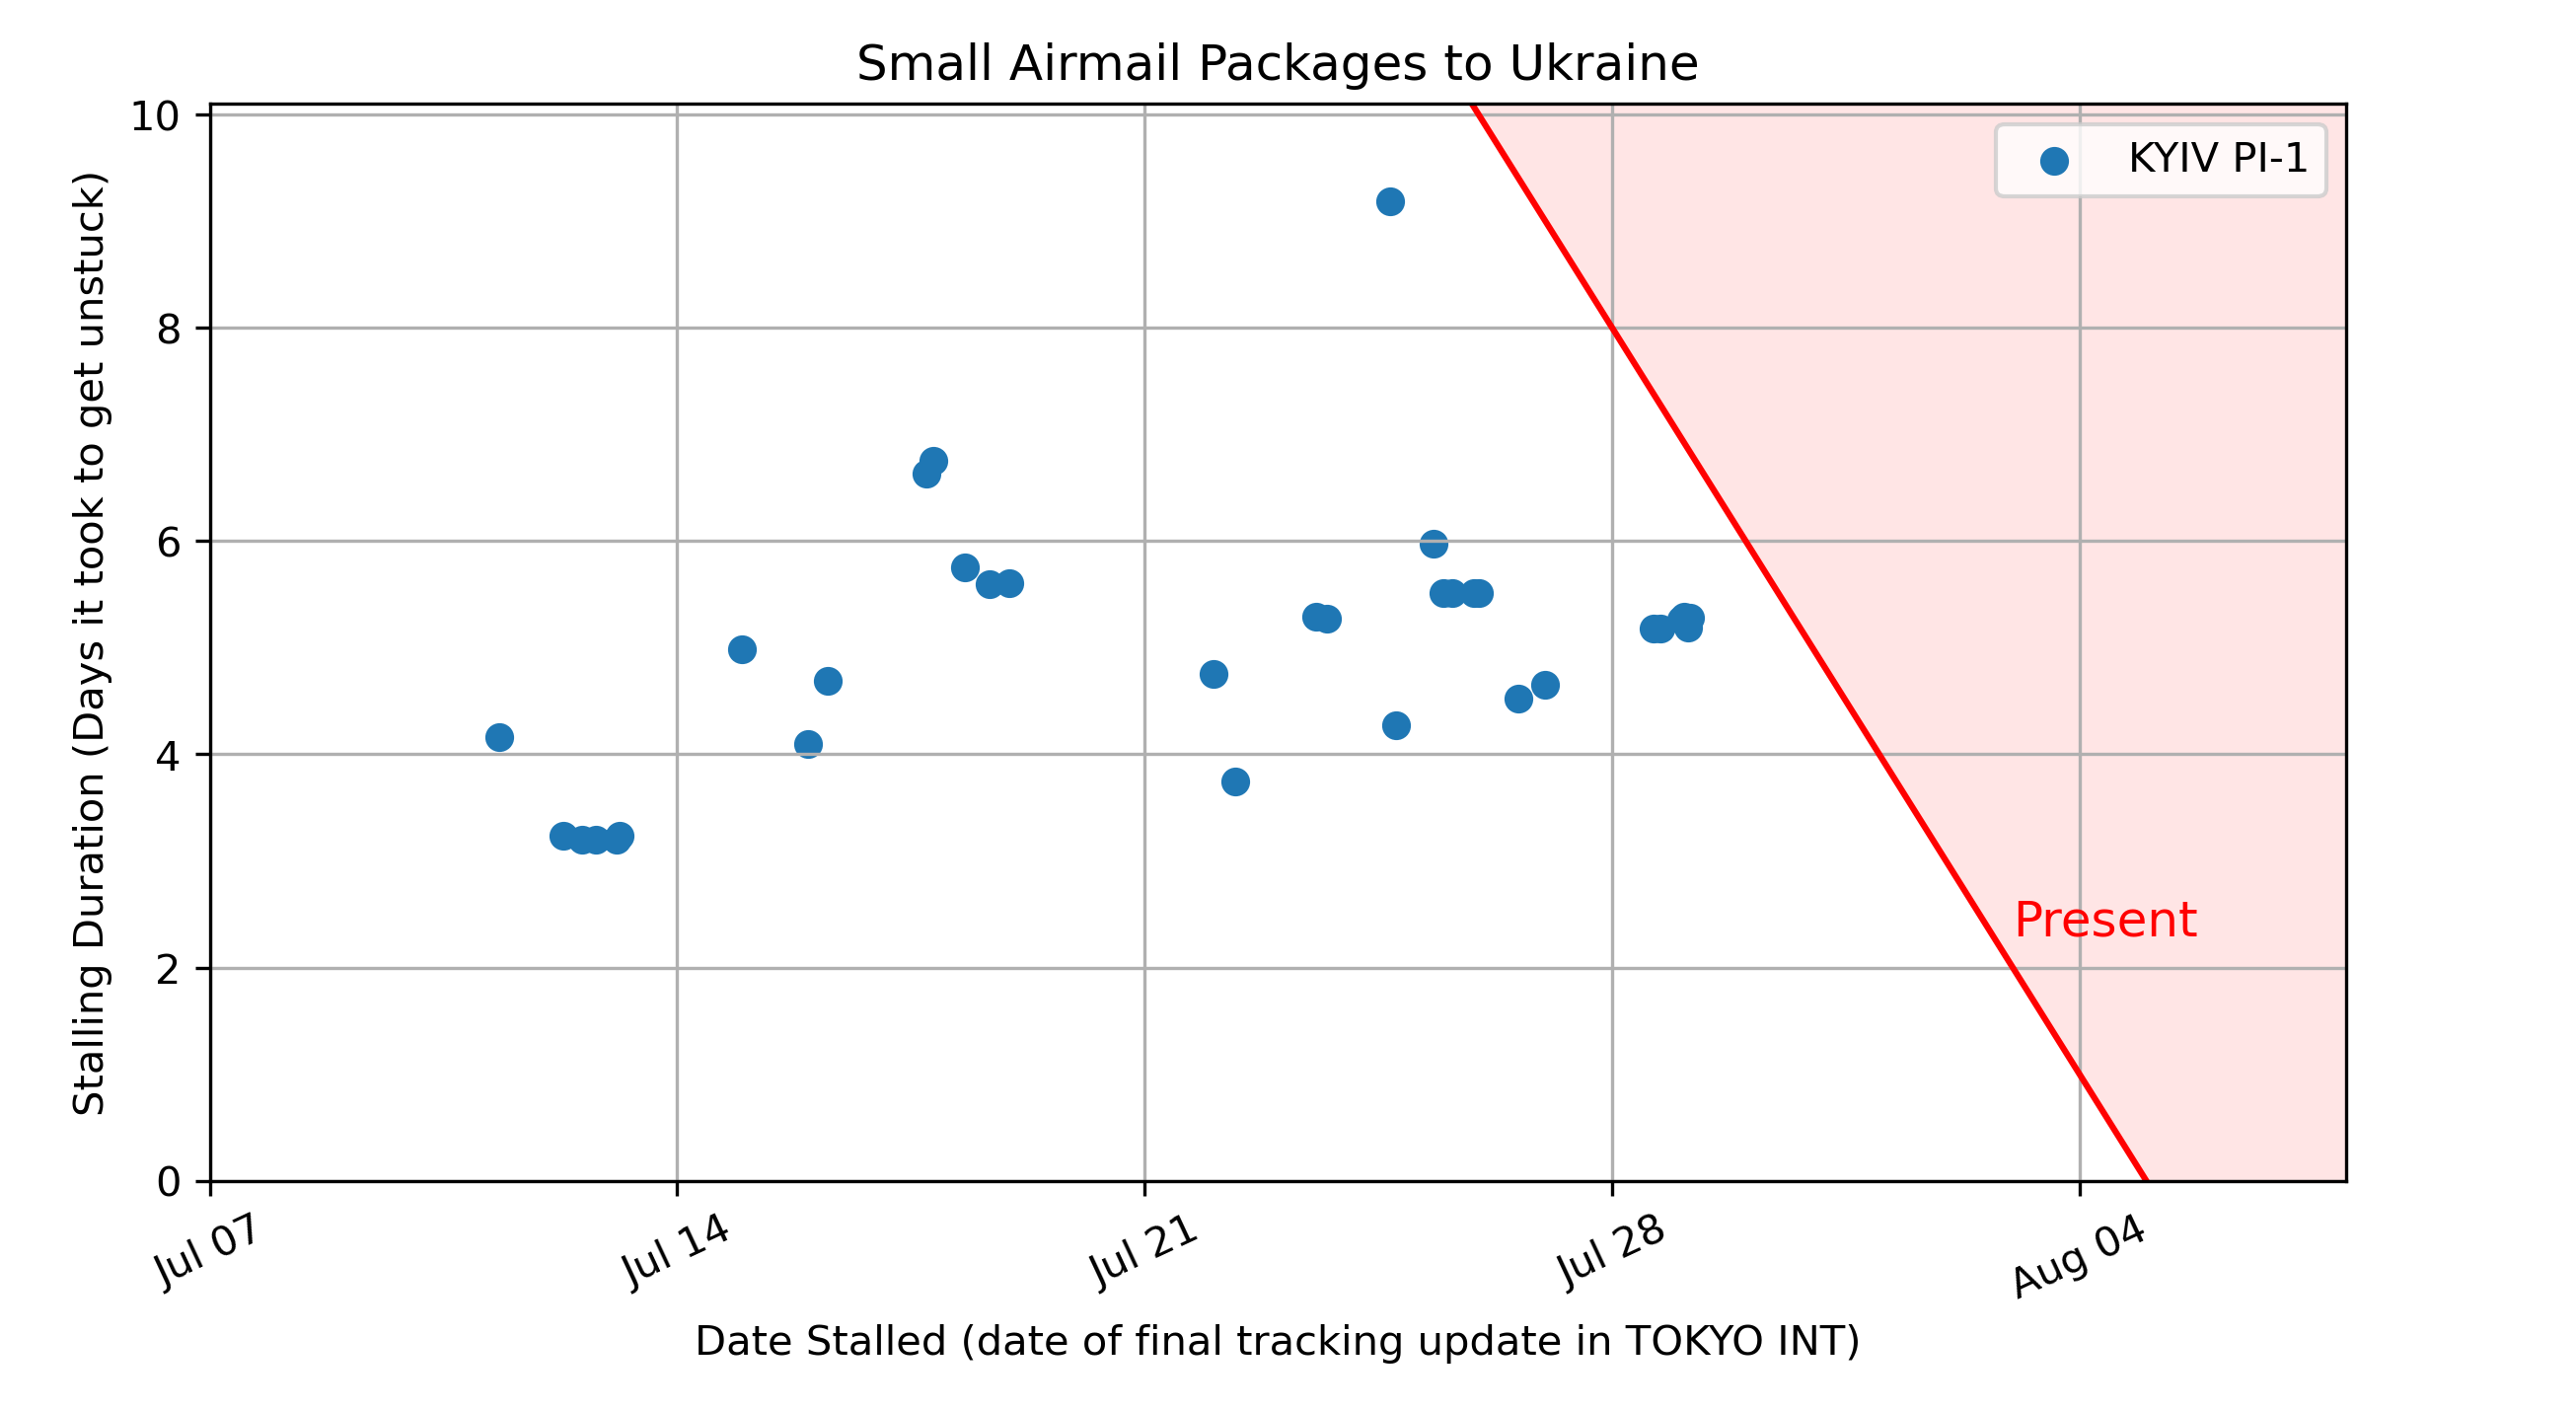 Small Airmail Packages to Ukraine
Stalling Duration (Days it took to get unstuck)
10
8
6
4
2
0
KYIV PI-1
Present
Jul 07
Jul 14
Jul 21
Jul 28
Aug 04
Date Stalled (date of final tracking update in TOKYO INT)